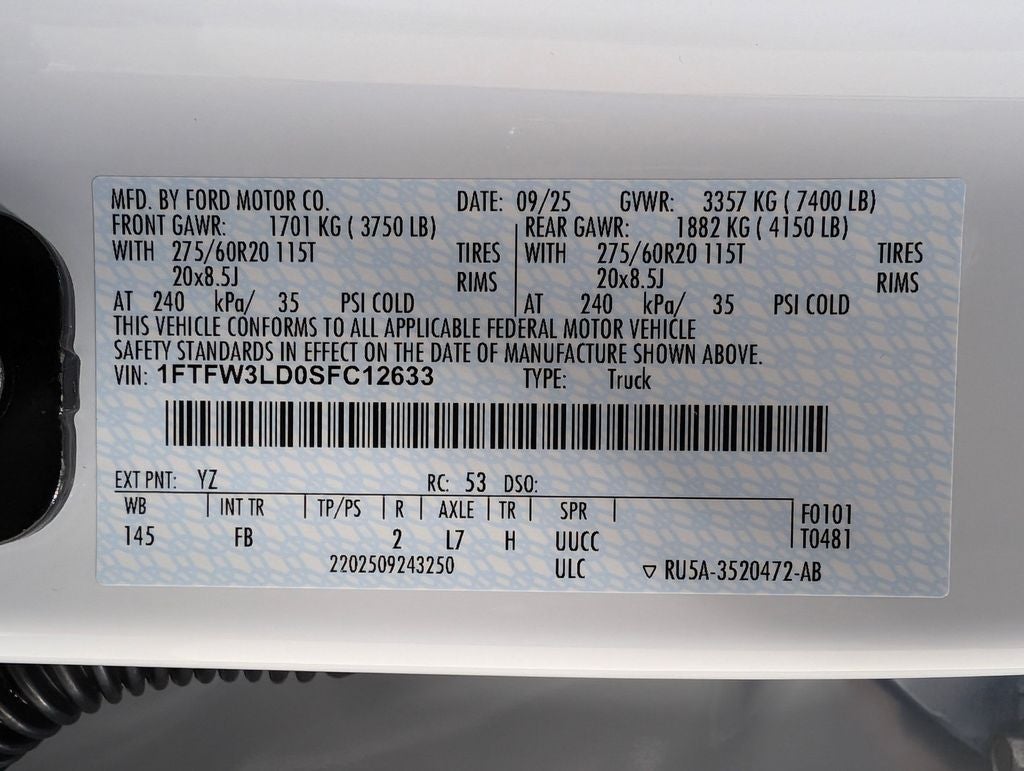 MFD. BY FORD MOTOR CO. DATE: 09/25 GVWR: 3357 KG ( 7400 LB)
FRONT GAWR: 1701 KG ( 3750 LB) REAR GAWR: 1882 KG ( 4150 LB)
WITH 275/60R20 115T TIRES WITH 275/60R20 115T TIRES
20x8.5J RIMS 20x8.5J RIMS
AT 240 kPa/ 35 PSI COLD AT 240 kPa/ 35 PSI COLD
THIS VEHICLE CONFORMS TO ALL APPLICABLE FEDERAL MOTOR VEHICLE
SAFETY STANDARDS IN EFFECT ON THE DATE OF MANUFACTURE SHOWN ABOVE.
VIN: 1FTFW3LD0SFC12633 TYPE: Truck
EXT PNT: YZ RC: 53 DSO:
WB INT TR TP/PS R AXLE TR SPR F0101
145 FB 2 L7 H UUCC T0481
2202509243250 ULC ▽ RU5A-3520472-AB